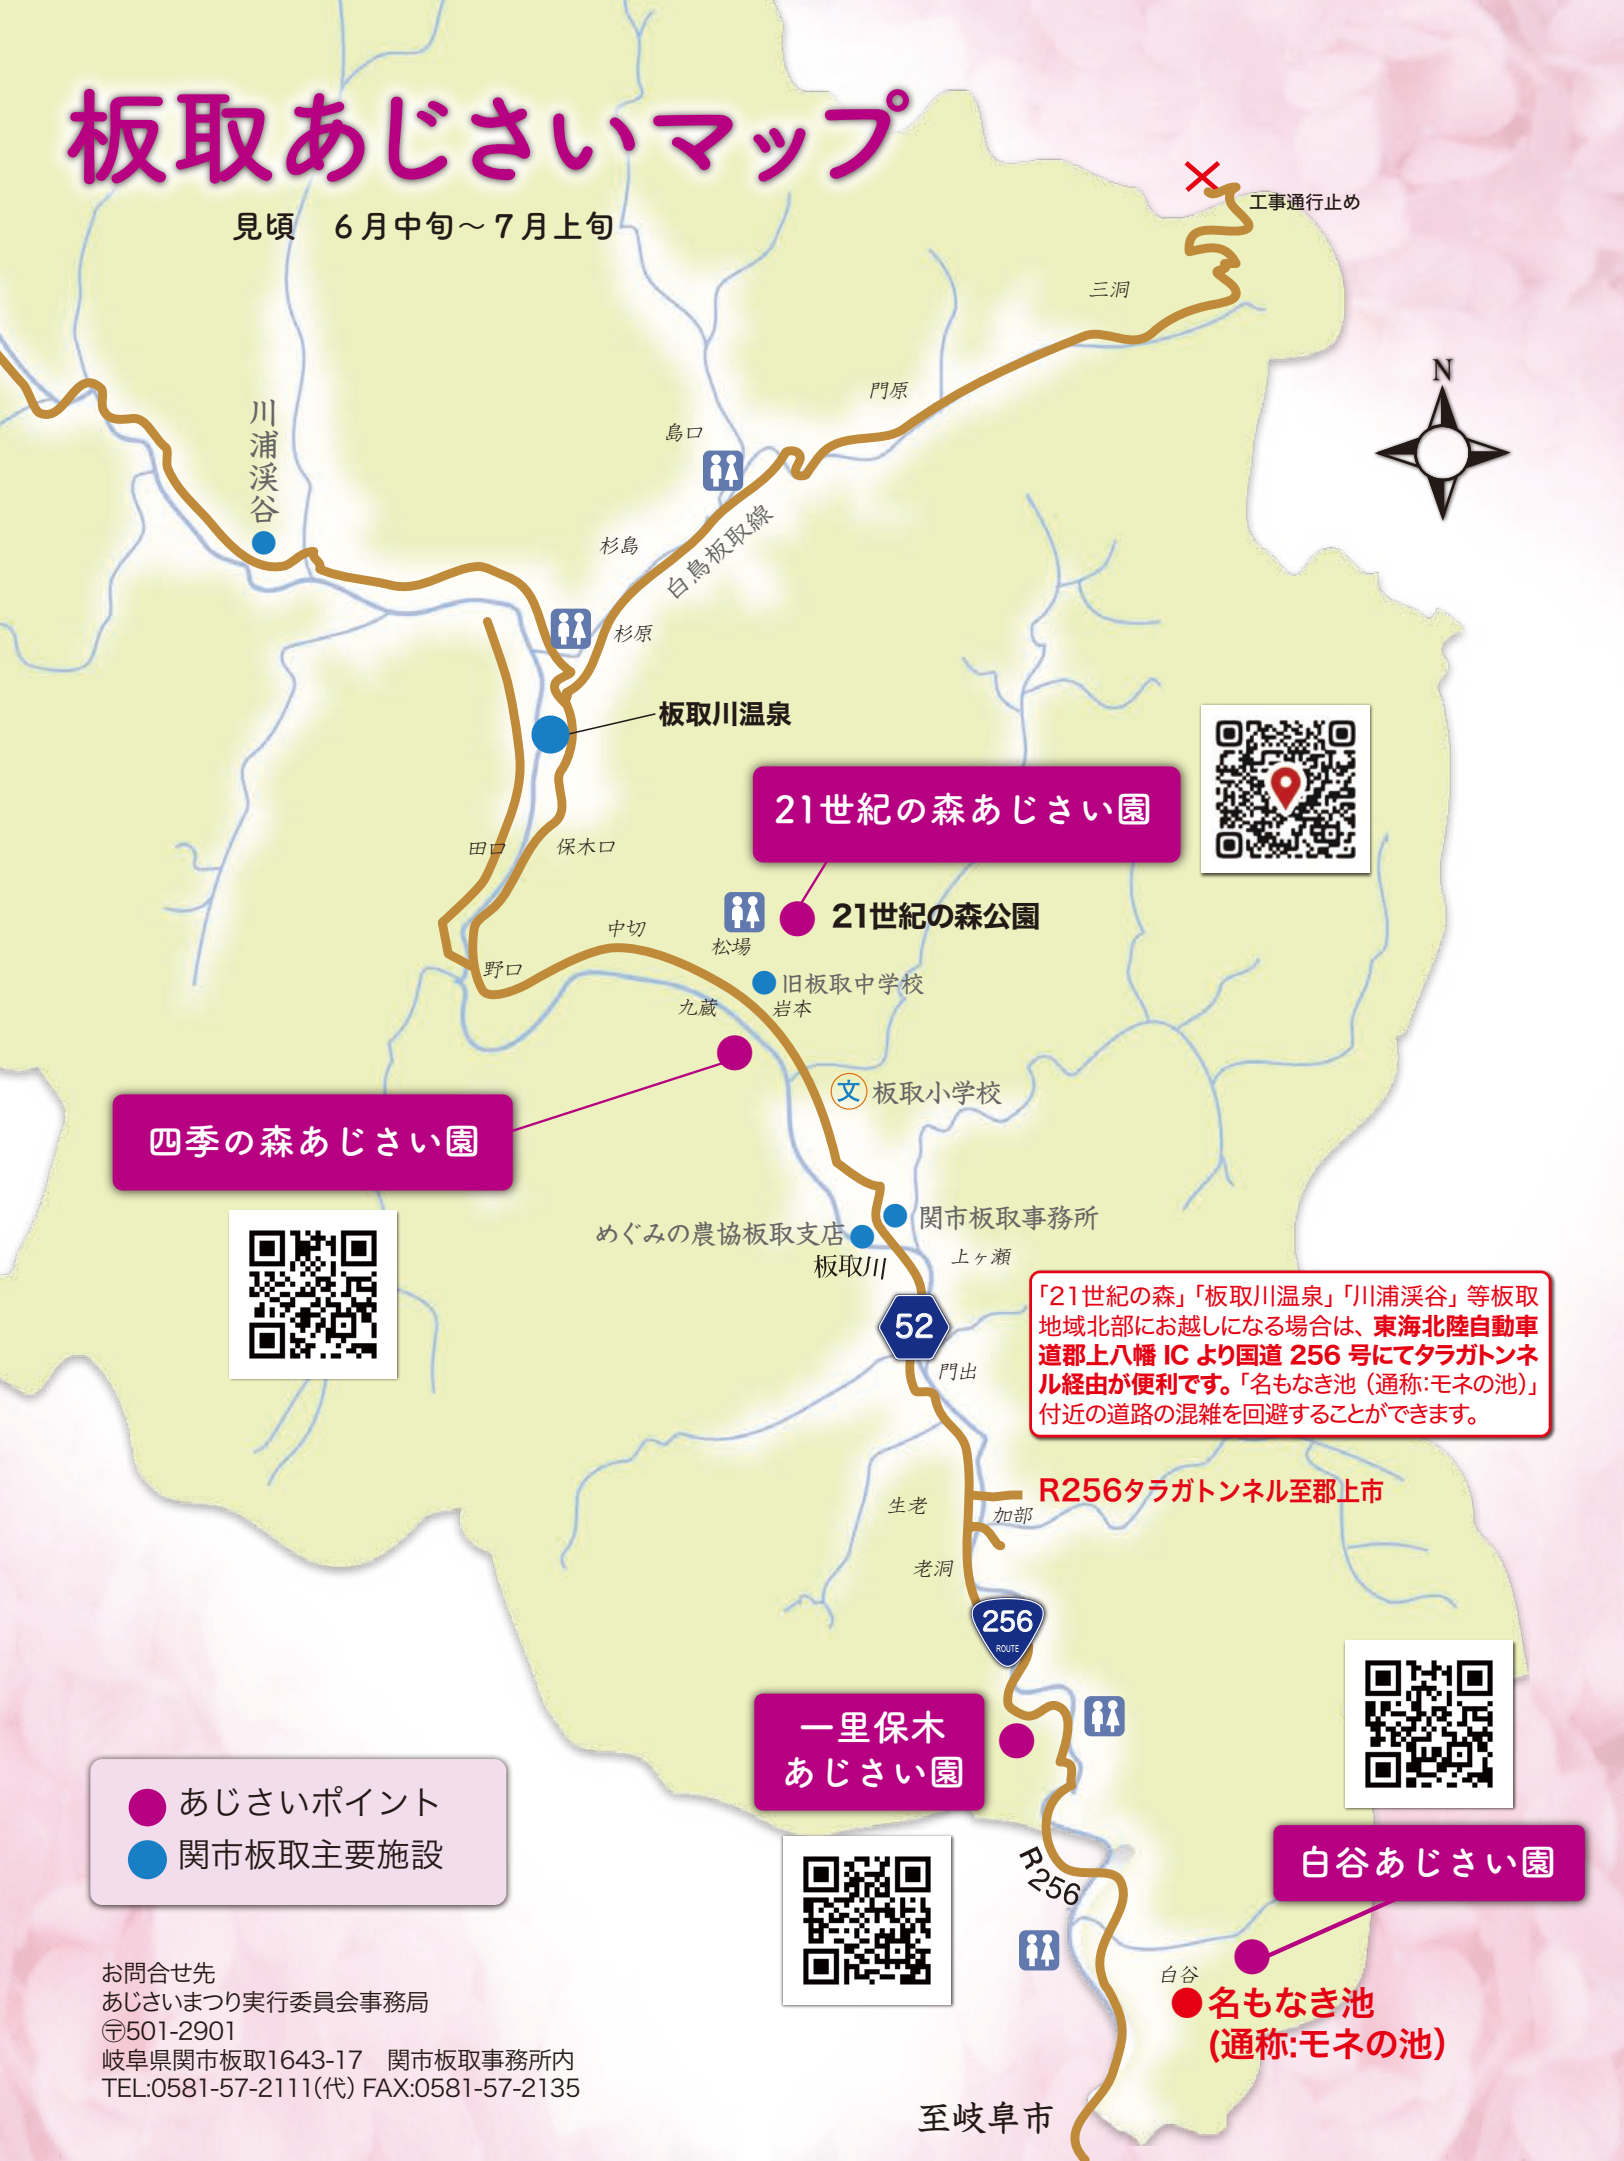 板取あじさいマップ
見頃　6月中旬～7月上旬
工事通行止め
三洞
N
門原
川浦渓谷
島口
白鳥板取線
杉島
杉原
板取川温泉
21世紀の森あじさい園
田口
保木口
21世紀の森公園
中切
松場
野口
旧板取中学校
九蔵
岩本
文
板取小学校
四季の森あじさい園
関市板取事務所
めぐみの農協板取支店
板取川
上ヶ瀬
52
「21世紀の森」「板取川温泉」「川浦渓谷」等板取
地域北部にお越しになる場合は、東海北陸自動車
道郡上八幡 IC より国道 256 号にてタラガトンネ
ル経由が便利です。「名もなき池（通称：モネの池）」
付近の道路の混雑を回避することができます。
門出
R256タラガトンネル至郡上市
生老
加部
老洞
256
ROUTE
一里保木
あじさい園
あじさいポイント
関市板取主要施設
R256
白谷あじさい園
白谷
名もなき池
(通称:モネの池）
お問合せ先
あじさいまつり実行委員会事務局
〶501-2901
岐阜県関市板取1643-17　関市板取事務所内
TEL:0581-57-2111（代） FAX:0581-57-2135
至岐阜市